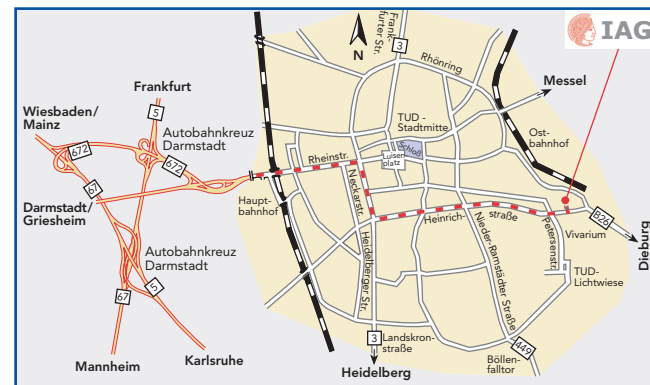 IAG
Frank-
furter Str.
3
N
Rhönring
Messel
Frankfurt
5
Wiesbaden/
Mainz
672
Autobahnkreuz
Darmstadt
672
TUD -
Stadtmitte
Ost-
bahnhof
Schloß
Luisen
platz
Rheinstr.
67
Darmstadt/
Griesheim
Haupt-
bahnhof
Neckarstr.
Heinrich-
straße
B26
Dieburg
Vivarium
Petersenstr.
Heidelberger Str.
Nieder-Ramstädter Straße
Autobahnkreuz
Darmstadt
67
5
TUD-
Lichtwiese
Mannheim
Karlsruhe
3
Landskron-
straße
Heidelberg
Böllen-
falltor
449